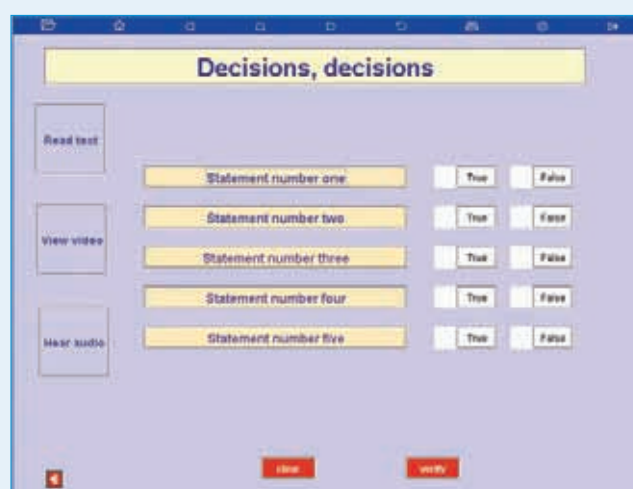 Decisions, decisions
Read text
Statement number one True False
View video
Statement number two True False
Statement number three True False
Hear audio
Statement number four True False
Statement number five True False
clear verify